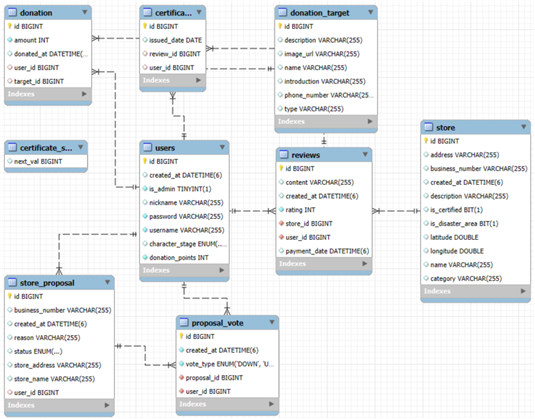 donation
id BIGINT
amount INT
donated_at DATETIME(...
user_id BIGINT
target_id BIGINT
Indexes
certifica...
id BIGINT
issued_date DATE
review_id BIGINT
user_id BIGINT
Indexes
donation_target
id BIGINT
description VARCHAR(255)
image_url VARCHAR(255)
name VARCHAR(255)
introduction VARCHAR(255)
phone_number VARCHAR(25...
type VARCHAR(255)
Indexes
certificate_s...
next_val BIGINT
users
id BIGINT
created_at DATETIME(6)
is_admin TINYINT(1)
nickname VARCHAR(255)
password VARCHAR(255)
username VARCHAR(255)
character_stage ENUM(...
donation_points INT
Indexes
reviews
id BIGINT
content VARCHAR(255)
created_at DATETIME(6)
rating INT
store_id BIGINT
user_id BIGINT
payment_date DATETIME(6)
Indexes
store
id BIGINT
address VARCHAR(255)
business_number VARCHAR(255)
created_at DATETIME(6)
description VARCHAR(255)
is_certified BIT(1)
is_disaster_area BIT(1)
latitude DOUBLE
longitude DOUBLE
name VARCHAR(255)
category VARCHAR(255)
Indexes
store_proposal
id BIGINT
business_number VARCHAR(255)
created_at DATETIME(6)
reason VARCHAR(255)
status ENUM(...)
store_address VARCHAR(255)
store_name VARCHAR(255)
user_id BIGINT
Indexes
proposal_vote
id BIGINT
created_at DATETIME(6)
vote_type ENUM('DOWN', 'U...
proposal_id BIGINT
user_id BIGINT
Indexes